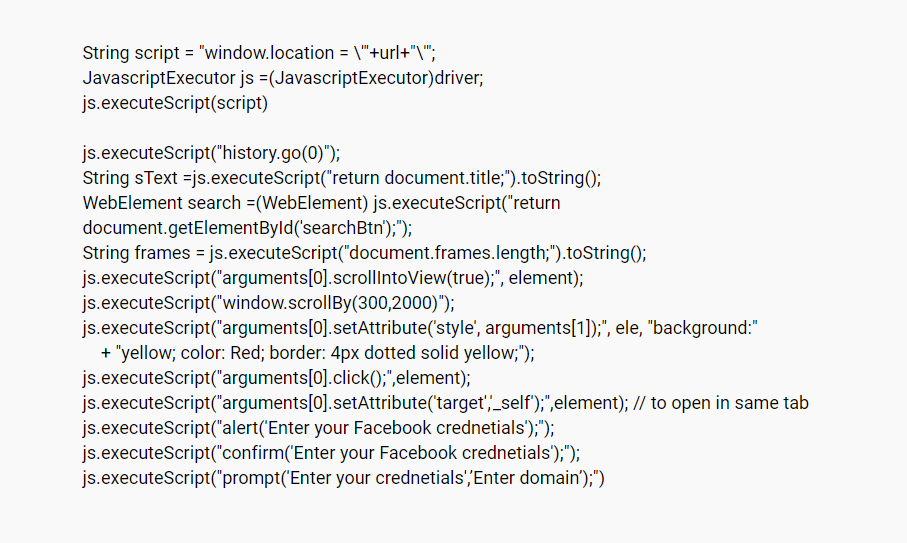 String script = "window.location = \'"+url+"\'";
JavascriptExecutor js =(JavascriptExecutor)driver;
js.executeScript(script)
js.executeScript("history.go(0)");
String sText =js.executeScript("return document.title;").toString();
WebElement search =(WebElement) js.executeScript("return
document.getElementById('searchBtn');");
String frames = js.executeScript("document.frames.length;").toString();
js.executeScript("arguments[0].scrollIntoView(true);", element);
js.executeScript("window.scrollBy(300,2000)");
js.executeScript("arguments[0].setAttribute('style', arguments[1]);", ele, "background:"
+ "yellow; color: Red; border: 4px dotted solid yellow;");
js.executeScript("arguments[0].click();",element);
js.executeScript("arguments[0].setAttribute('target','_self');",element); // to open in same tab
js.executeScript("alert('Enter your Facebook crednetials');");
js.executeScript("confirm('Enter your Facebook crednetials');");
js.executeScript("prompt('Enter your crednetials',’Enter domain’);")